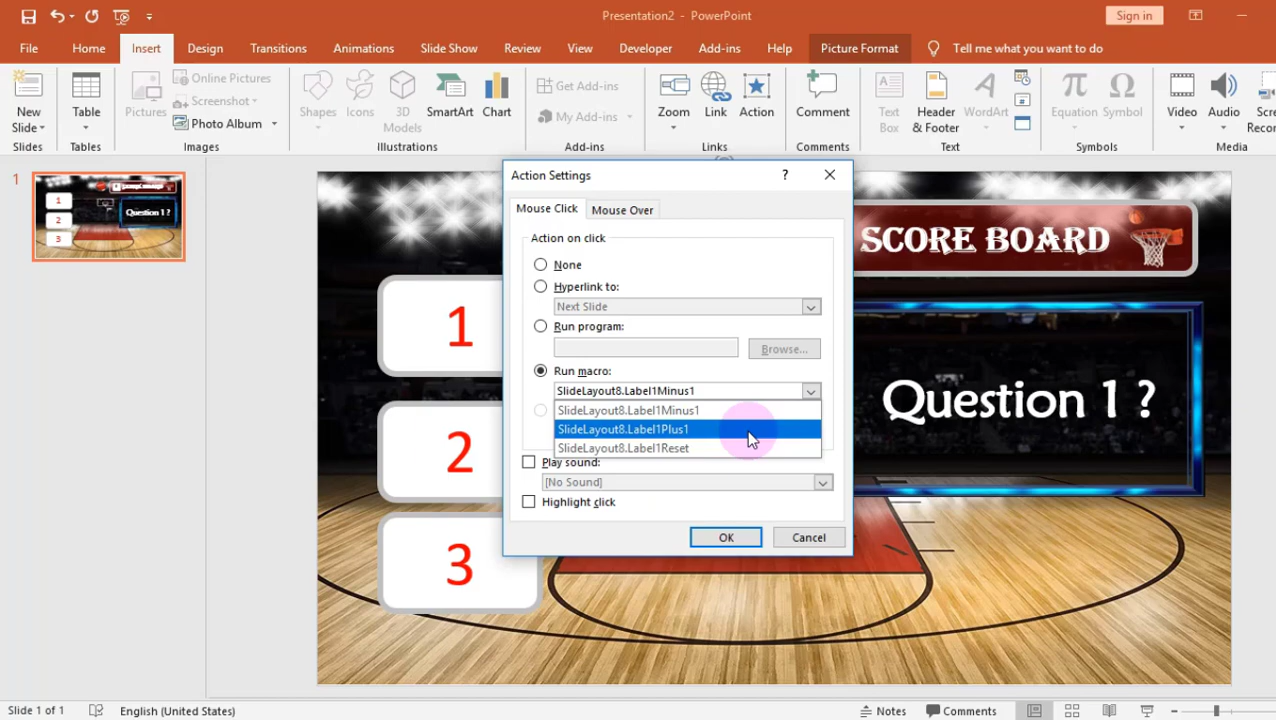 Presentation2 - PowerPoint
Sign in
File Home Insert Design Transitions Animations Slide Show Review View Developer Add-ins Help Picture Format Tell me what you want to do
New Slide
Table
Pictures
Online Pictures
Screenshot
Photo Album
Shapes
Icons
3D Models
SmartArt
Chart
Get Add-ins
My Add-ins
Zoom
Link
Action
Comment
Text Box
Header & Footer
WordArt
Equation
Symbol
Video
Audio
Slides Tables Images Illustrations Add-ins Links Comments Text Symbols Media
1
1
2
3
Question 1 ?
Action Settings
?
Mouse Click Mouse Over
Action on click
None
Hyperlink to:
Next Slide
Run program:
Browse...
Run macro:
SlideLayout8.Label1Minus1
SlideLayout8.Label1Minus1
SlideLayout8.Label1Plus1
SlideLayout8.Label1Reset
Play sound:
[No Sound]
Highlight click
OK Cancel
SCORE BOARD
1
2
3
Question 1 ?
Slide 1 of 1 English (United States) Notes Comments